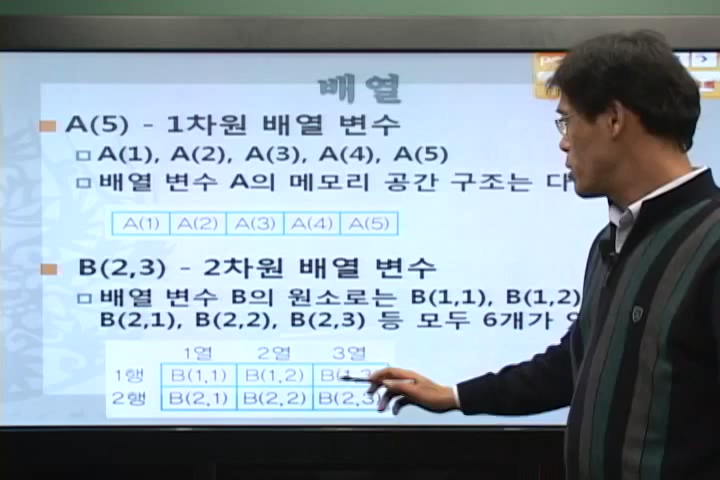 배열
A(5) - 1차원 배열 변수
A(1), A(2), A(3), A(4), A(5)
배열 변수 A의 메모리 공간 구조는 다
A(1) A(2) A(3) A(4) A(5)
B(2,3) - 2차원 배열 변수
배열 변수 B의 원소로는 B(1,1), B(1,2)
B(2,1), B(2,2), B(2,3) 등 모두 6개가
1열 2열 3열
1행 B(1,1) B(1,2)
2행 B(2,1) B(2,2) B(2,3)